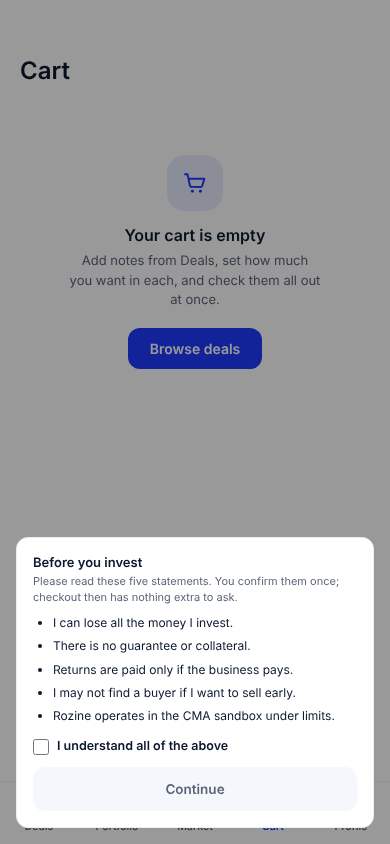 Cart
Your cart is empty
Add notes from Deals, set how much
you want in each, and check them all out
at once.
Browse deals
Before you invest
Please read these five statements. You confirm them once;
checkout then has nothing extra to ask.
• I can lose all the money I invest.
• There is no guarantee or collateral.
• Returns are paid only if the business pays.
• I may not find a buyer if I want to sell early.
• Rozine operates in the CMA sandbox under limits.
I understand all of the above
Continue
Deals Portfolio Market Cart Profile